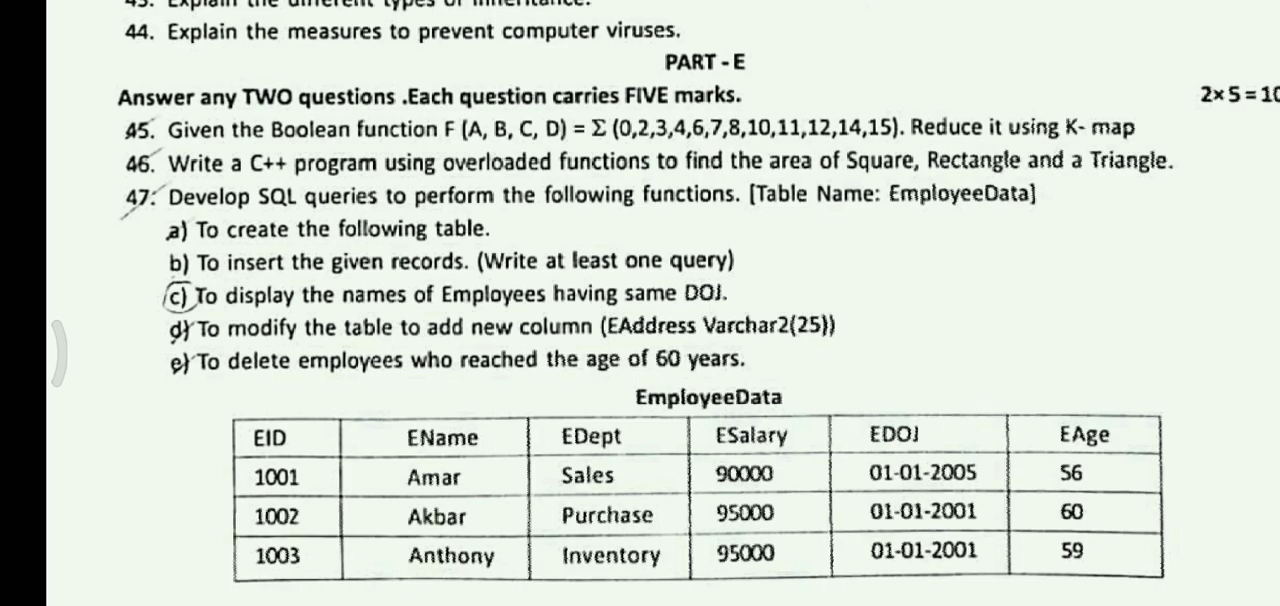 43. Explain the different types of inheritance.
44. Explain the measures to prevent computer viruses.
PART - E
Answer any TWO questions .Each question carries FIVE marks. 2×5=10
45. Given the Boolean function F (A, B, C, D) = Σ (0,2,3,4,6,7,8,10,11,12,14,15). Reduce it using K- map
46. Write a C++ program using overloaded functions to find the area of Square, Rectangle and a Triangle.
47. Develop SQL queries to perform the following functions. [Table Name: EmployeeData]
a) To create the following table.
b) To insert the given records. (Write at least one query)
c) To display the names of Employees having same DOJ.
d) To modify the table to add new column (EAddress Varchar2(25))
e) To delete employees who reached the age of 60 years.
EmployeeData
EID EName EDept ESalary EDOJ EAge
1001 Amar Sales 90000 01-01-2005 56
1002 Akbar Purchase 95000 01-01-2001 60
1003 Anthony Inventory 95000 01-01-2001 59